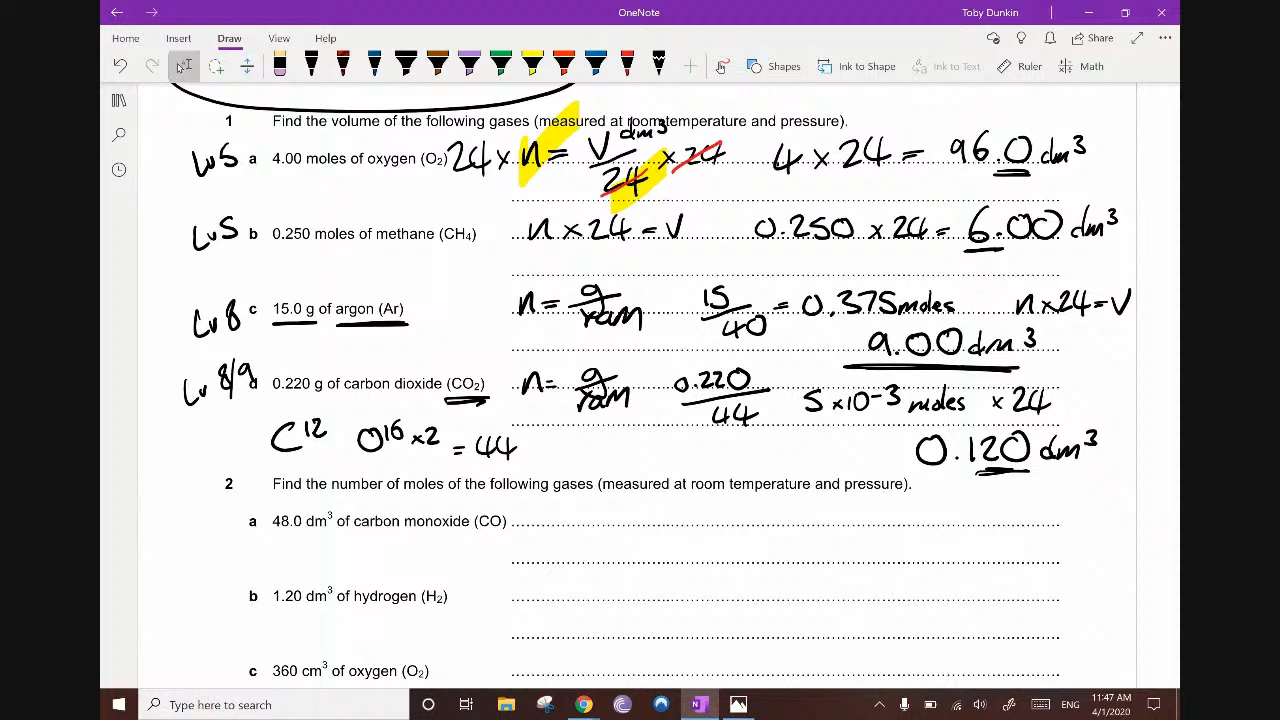 OneNote
Toby Dunkin
Home Insert Draw View Help
Share
Shapes Ink to Shape Ink to Text Ruler Math
1 Find the volume of the following gases (measured at room temperature and pressure).
Lv5 a 4.00 moles of oxygen (O₂) 24 × n = V dm³ / 24 × 24 4 × 24 = 96.0 dm³
Lv5 b 0.250 moles of methane (CH₄) n × 24 = V 0.250 × 24 = 6.00 dm³
Lv8 c 15.0 g of argon (Ar) n = g / ram 15 / 40 = 0.375 moles n × 24 = V
9.00 dm³
Lv 8/9 d 0.220 g of carbon dioxide (CO₂) n = g / ram 0.220 / 44 5 × 10⁻³ moles × 24
C¹² O¹⁶ × 2 = 44 0.120 dm³
2 Find the number of moles of the following gases (measured at room temperature and pressure).
a 48.0 dm³ of carbon monoxide (CO)
b 1.20 dm³ of hydrogen (H₂)
c 360 cm³ of oxygen (O₂)
Type here to search
ENG
11:47 AM
4/1/2020